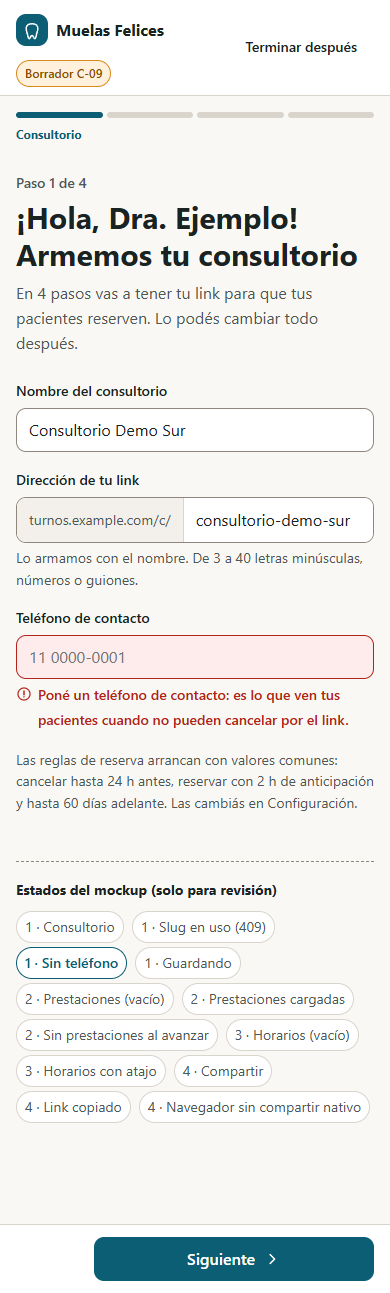 Muelas Felices
Terminar después
Borrador C-09
Consultorio
Paso 1 de 4
¡Hola, Dra. Ejemplo!
Armemos tu consultorio
En 4 pasos vas a tener tu link para que tus
pacientes reserven. Lo podés cambiar todo
después.
Nombre del consultorio
Consultorio Demo Sur
Dirección de tu link
turnos.example.com/c/ consultorio-demo-sur
Lo armamos con el nombre. De 3 a 40 letras minúsculas,
números o guiones.
Teléfono de contacto
11 0000-0001
Poné un teléfono de contacto: es lo que ven tus
pacientes cuando no pueden cancelar por el link.
Las reglas de reserva arrancan con valores comunes:
cancelar hasta 24 h antes, reservar con 2 h de anticipación
y hasta 60 días adelante. Las cambiás en Configuración.
Estados del mockup (solo para revisión)
1 · Consultorio
1 · Slug en uso (409)
1 · Sin teléfono
1 · Guardando
2 · Prestaciones (vacío)
2 · Prestaciones cargadas
2 · Sin prestaciones al avanzar
3 · Horarios (vacío)
3 · Horarios con atajo
4 · Compartir
4 · Link copiado
4 · Navegador sin compartir nativo
Siguiente